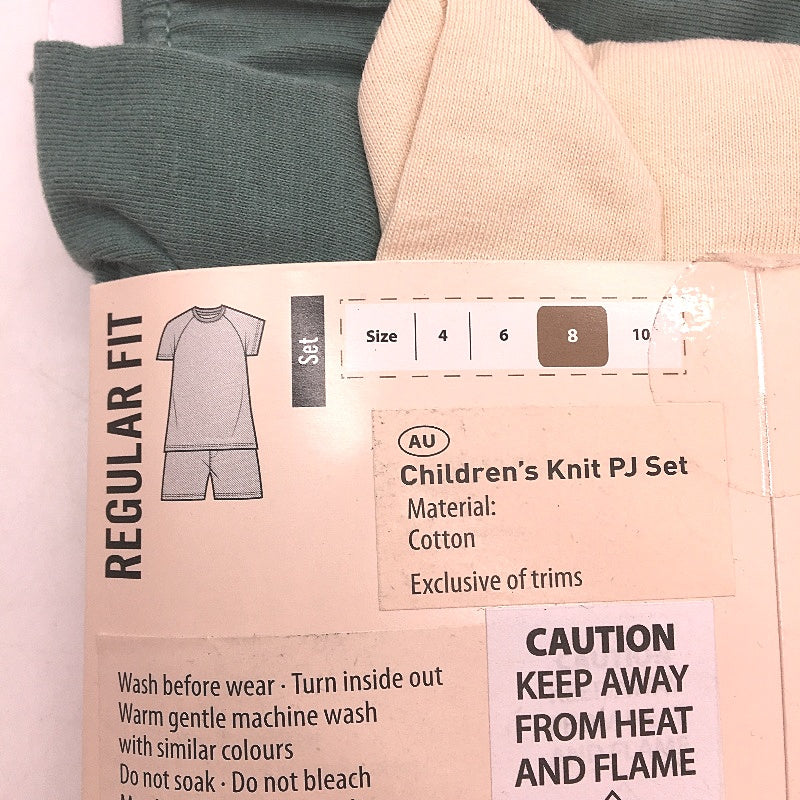 REGULAR FIT
Set
Size 4 6 8 10
AU
Children's Knit PJ Set
Material:
Cotton
Exclusive of trims
Wash before wear · Turn inside out
Warm gentle machine wash
with similar colours
Do not soak · Do not bleach
CAUTION
KEEP AWAY
FROM HEAT
AND FLAME